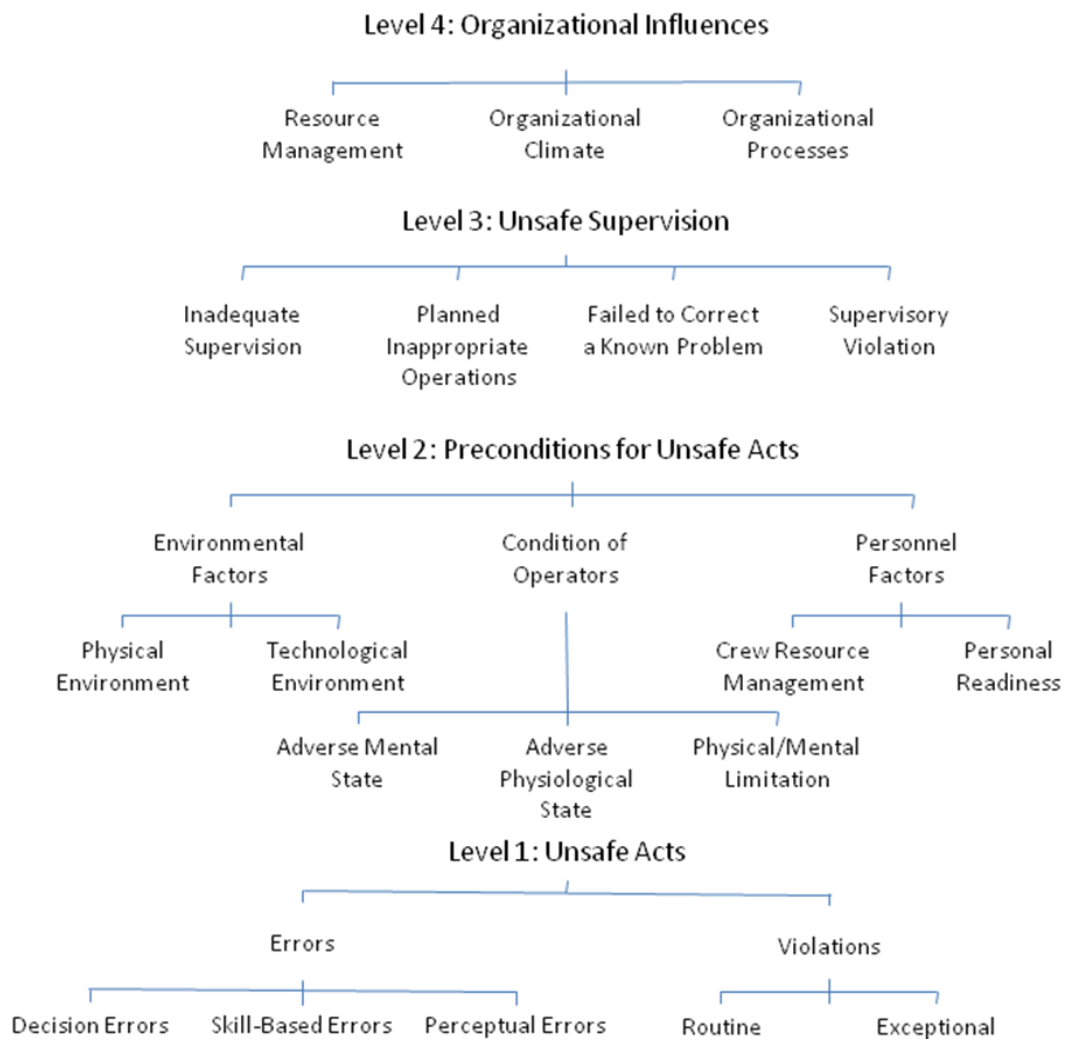 Level 4: Organizational Influences
Resource Management
Organizational Climate
Organizational Processes
Level 3: Unsafe Supervision
Inadequate Supervision
Planned Inappropriate Operations
Failed to Correct a Known Problem
Supervisory Violation
Level 2: Preconditions for Unsafe Acts
Environmental Factors
Condition of Operators
Personnel Factors
Physical Environment
Technological Environment
Crew Resource Management
Personal Readiness
Adverse Mental State
Adverse Physiological State
Physical/Mental Limitation
Level 1: Unsafe Acts
Errors
Violations
Decision Errors
Skill-Based Errors
Perceptual Errors
Routine
Exceptional